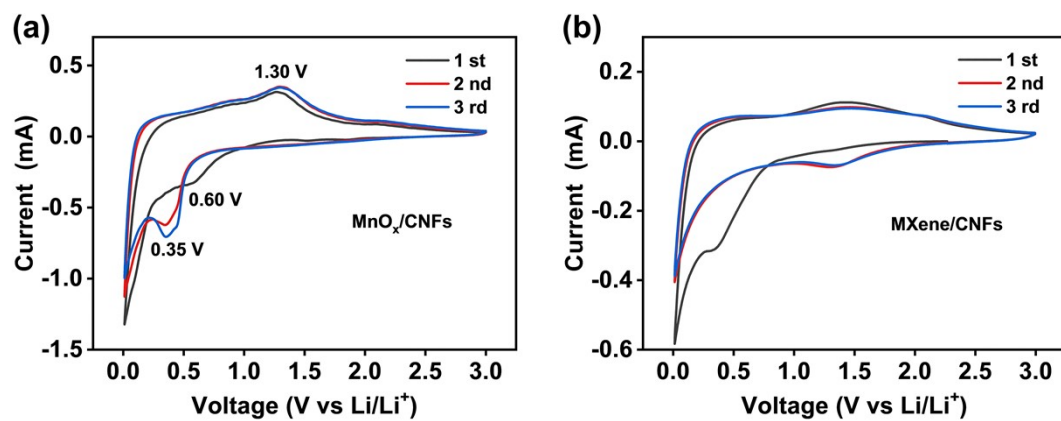 (a)
Current (mA)
0.5
0.0
-0.5
-1.0
-1.5
1.30 V
1 st
2 nd
3 rd
0.60 V
0.35 V
MnOₓ/CNFs
0.0 0.5 1.0 1.5 2.0 2.5 3.0
Voltage (V vs Li/Li⁺)
(b)
Current (mA)
0.2
0.0
-0.2
-0.4
-0.6
1 st
2 nd
3 rd
MXene/CNFs
0.0 0.5 1.0 1.5 2.0 2.5 3.0
Voltage (V vs Li/Li⁺)